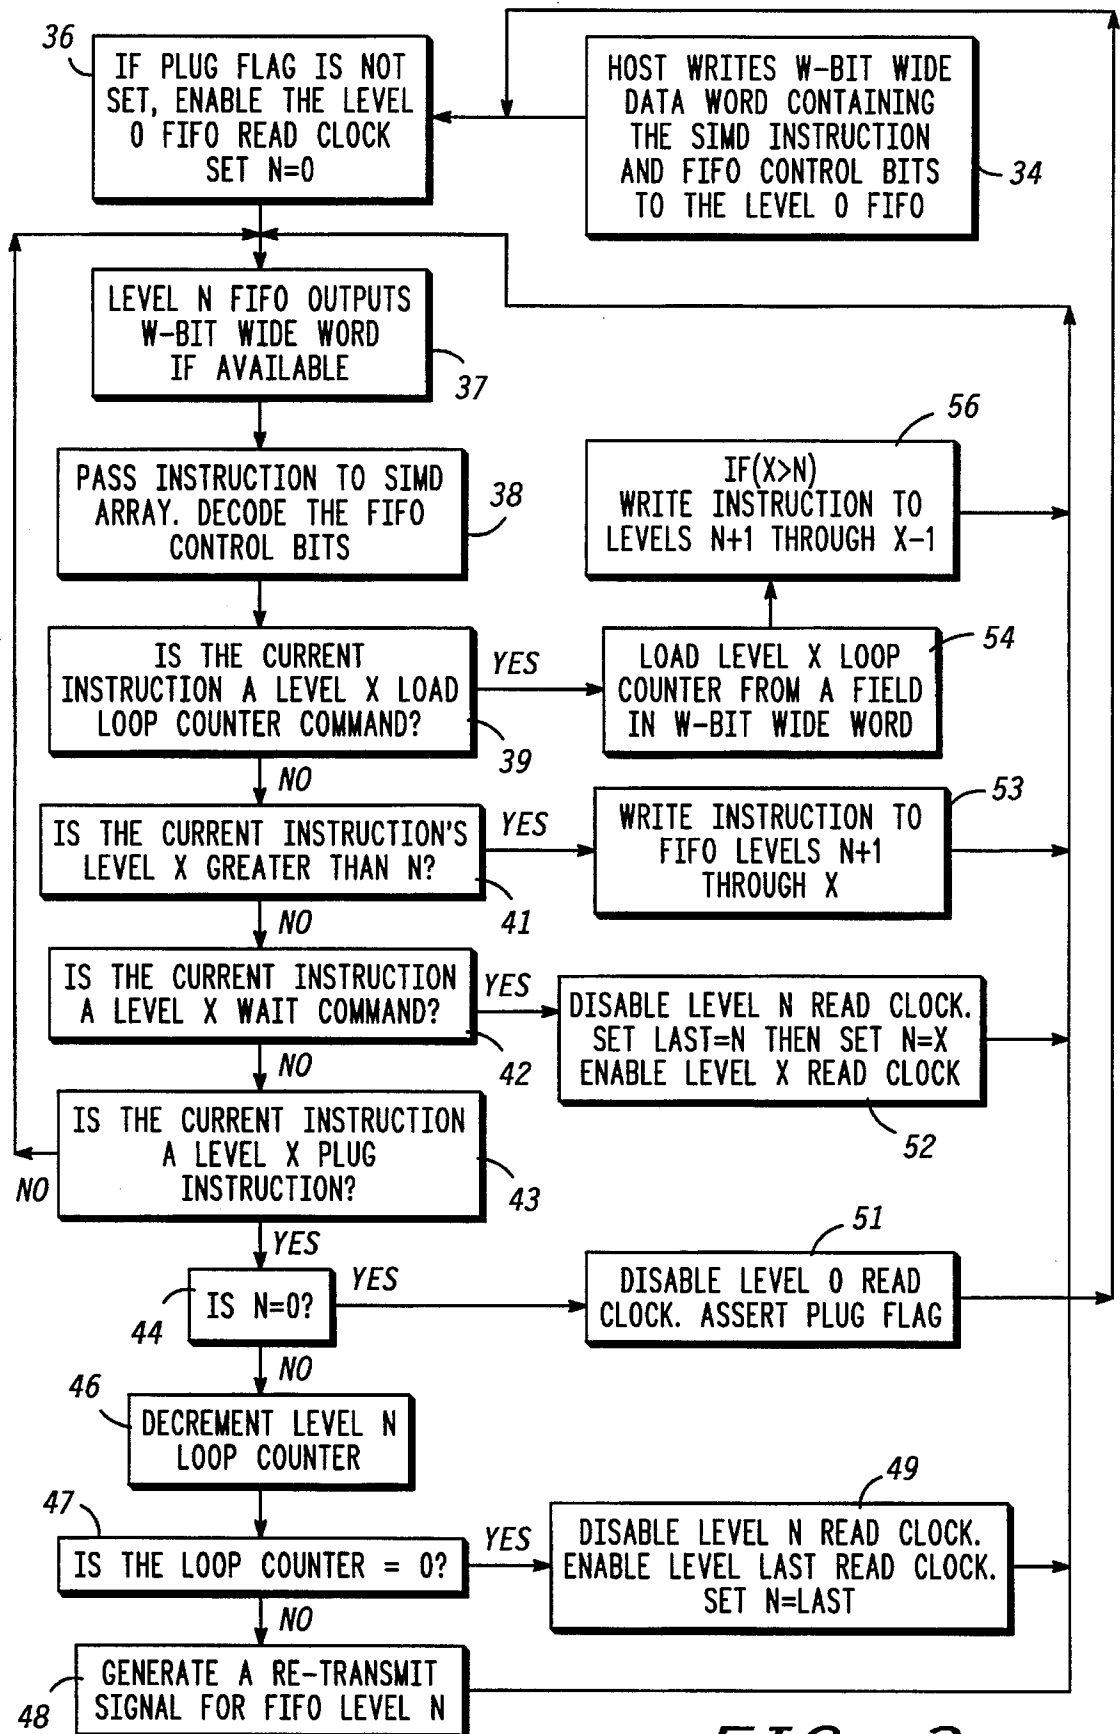 36
IF PLUG FLAG IS NOT
SET, ENABLE THE LEVEL
0 FIFO READ CLOCK
SET N=0
HOST WRITES W-BIT WIDE
DATA WORD CONTAINING
THE SIMD INSTRUCTION
AND FIFO CONTROL BITS
TO THE LEVEL 0 FIFO
34
LEVEL N FIFO OUTPUTS
W-BIT WIDE WORD
IF AVAILABLE
37
PASS INSTRUCTION TO SIMD
ARRAY. DECODE THE FIFO
CONTROL BITS
38
56
IF(X>N)
WRITE INSTRUCTION TO
LEVELS N+1 THROUGH X-1
IS THE CURRENT
INSTRUCTION A LEVEL X LOAD
LOOP COUNTER COMMAND?
39
YES
LOAD LEVEL X LOOP
COUNTER FROM A FIELD
IN W-BIT WIDE WORD
54
NO
IS THE CURRENT INSTRUCTION'S
LEVEL X GREATER THAN N?
41
YES
WRITE INSTRUCTION TO
FIFO LEVELS N+1
THROUGH X
53
NO
IS THE CURRENT INSTRUCTION
A LEVEL X WAIT COMMAND?
42
YES
DISABLE LEVEL N READ CLOCK.
SET LAST=N THEN SET N=X
ENABLE LEVEL X READ CLOCK
52
NO
IS THE CURRENT INSTRUCTION
A LEVEL X PLUG
INSTRUCTION?
43
NO
YES
IS N=0?
44
YES
51
DISABLE LEVEL 0 READ
CLOCK. ASSERT PLUG FLAG
NO
46
DECREMENT LEVEL N
LOOP COUNTER
47
IS THE LOOP COUNTER = 0?
YES
49
DISABLE LEVEL N READ CLOCK.
ENABLE LEVEL LAST READ CLOCK.
SET N=LAST
NO
GENERATE A RE-TRANSMIT
SIGNAL FOR FIFO LEVEL N
48